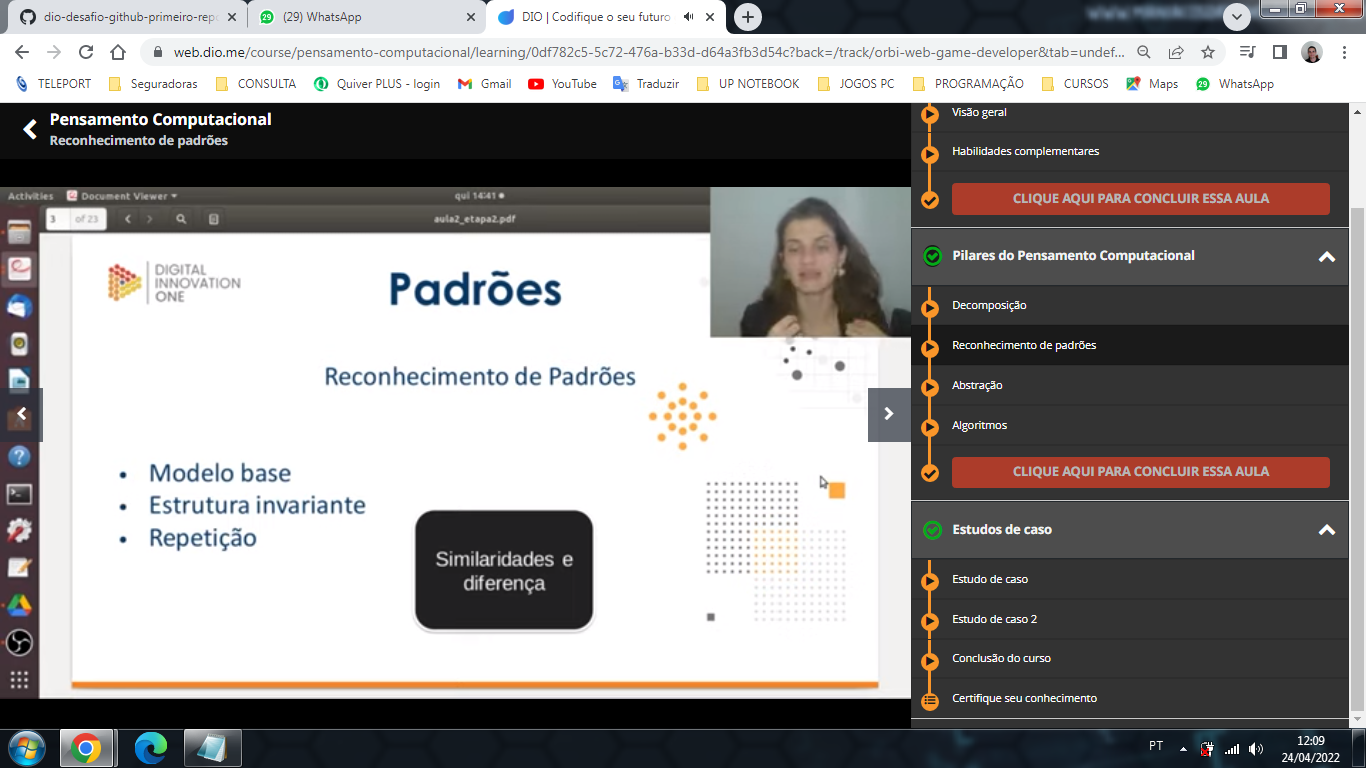 dio-desafio-github-primeiro-repo
(29) WhatsApp
DIO | Codifique o seu futuro
web.dio.me/course/pensamento-computacional/learning/0df782c5-5c72-476a-b33d-d64a3fb3d54c?back=/track/orbi-web-game-developer&tab=undef...
TELEPORT
Seguradoras
CONSULTA
Quiver PLUS - login
Gmail
YouTube
Traduzir
UP NOTEBOOK
JOGOS PC
PROGRAMAÇÃO
CURSOS
Maps
29
WhatsApp
Pensamento Computacional
Reconhecimento de padrões
Activities
Document Viewer
qui 14:41
3 of 23
aula2_etapa2.pdf
DIGITAL
INNOVATION
ONE
Padrões
Reconhecimento de Padrões
• Modelo base
• Estrutura invariante
• Repetição
Similaridades e
diferença
Visão geral
Habilidades complementares
CLIQUE AQUI PARA CONCLUIR ESSA AULA
Pilares do Pensamento Computacional
Decomposição
Reconhecimento de padrões
Abstração
Algoritmos
CLIQUE AQUI PARA CONCLUIR ESSA AULA
Estudos de caso
Estudo de caso
Estudo de caso 2
Conclusão do curso
Certifique seu conhecimento
PT
12:09
24/04/2022